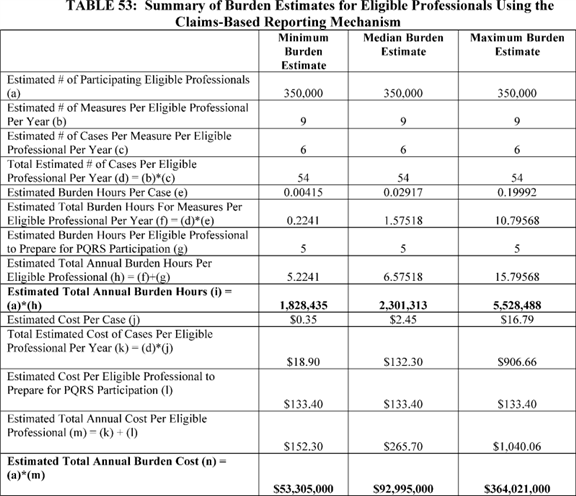 TABLE 53: Summary of Burden Estimates for Eligible Professionals Using the
Claims-Based Reporting Mechanism
Minimum Burden Estimate Median Burden Estimate Maximum Burden Estimate
Estimated # of Participating Eligible Professionals
(a) 350,000 350,000 350,000
Estimated # of Measures Per Eligible Professional
Per Year (b) 9 9 9
Estimated # of Cases Per Measure Per Eligible
Professional Per Year (c) 6 6 6
Total Estimated # of Cases Per Eligible
Professional Per Year (d) = (b)*(c) 54 54 54
Estimated Burden Hours Per Case (e) 0.00415 0.02917 0.19992
Estimated Total Burden Hours For Measures Per
Eligible Professional Per Year (f) = (d)*(e) 0.2241 1.57518 10.79568
Estimated Burden Hours Per Eligible Professional
to Prepare for PQRS Participation (g) 5 5 5
Estimated Total Annual Burden Hours Per
Eligible Professional (h) = (f)+(g) 5.2241 6.57518 15.79568
Estimated Total Annual Burden Hours (i) =
(a)*(h) 1,828,435 2,301,313 5,528,488
Estimated Cost Per Case (j) $0.35 $2.45 $16.79
Total Estimated Cost of Cases Per Eligible
Professional Per Year (k) = (d)*(j)
$18.90 $132.30 $906.66
Estimated Cost Per Eligible Professional to
Prepare for PQRS Participation (l)
$133.40 $133.40 $133.40
Estimated Total Annual Cost Per Eligible
Professional (m) = (k) + (l)
$152.30 $265.70 $1,040.06
Estimated Total Annual Burden Cost (n) =
(a)*(m)
$53,305,000 $92,995,000 $364,021,000